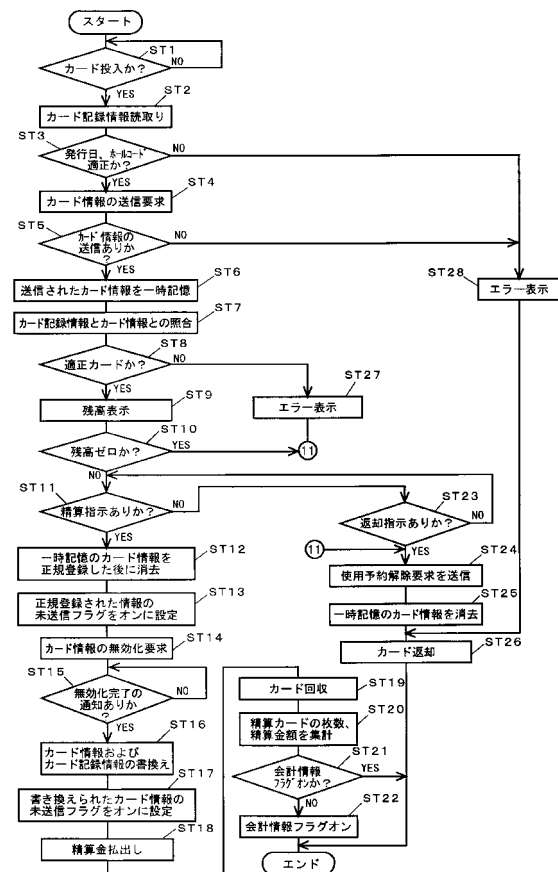 スタート
ST1
カード投入か?
NO
YES
ST2
カード記録情報読取り
ST3
発行日、ホールコード
適正か?
NO
YES
ST4
カード情報の送信要求
ST5
カード情報の
送信ありか
?
NO
YES
ST6
送信されたカード情報を一時記憶
ST28
エラー表示
ST7
カード記録情報とカード情報との照合
ST8
適正カードか?
NO
YES
ST27
エラー表示
ST9
残高表示
ST10
残高ゼロか?
YES
11
NO
ST11
精算指示ありか?
NO
YES
ST23
返却指示ありか?
NO
YES
11
ST12
一時記憶のカード情報を
正規登録した後に消去
ST24
使用予約解除要求を送信
ST13
正規登録された情報の
未送信フラグをオンに設定
ST25
一時記憶のカード情報を消去
ST14
カード情報の無効化要求
ST26
カード返却
ST15
無効化完了の
通知ありか
?
NO
YES
ST16
カード情報および
カード記録情報の書換え
ST17
書き換えられたカード情報の
未送信フラグをオンに設定
ST18
精算金払出し
ST19
カード回収
ST20
精算カードの枚数、
精算金額を集計
ST21
会計情報
フラグオンか?
YES
NO
ST22
会計情報フラグオン
エンド